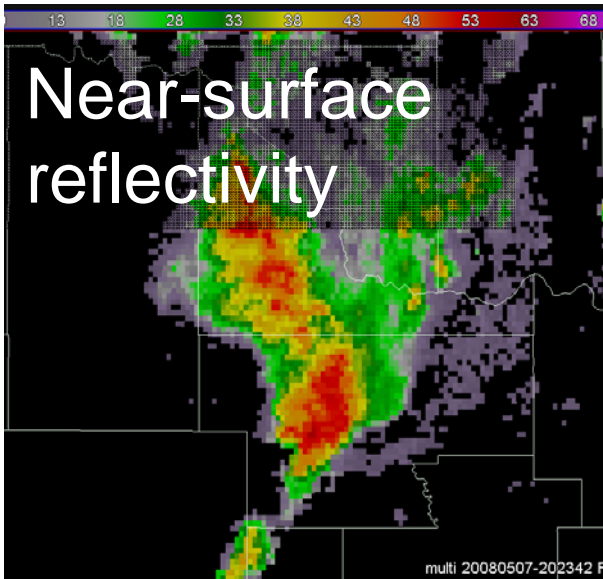 13 18 28 33 38 43 48 53 63 68
Near-surface
reflectivity
multi 20080507-202342